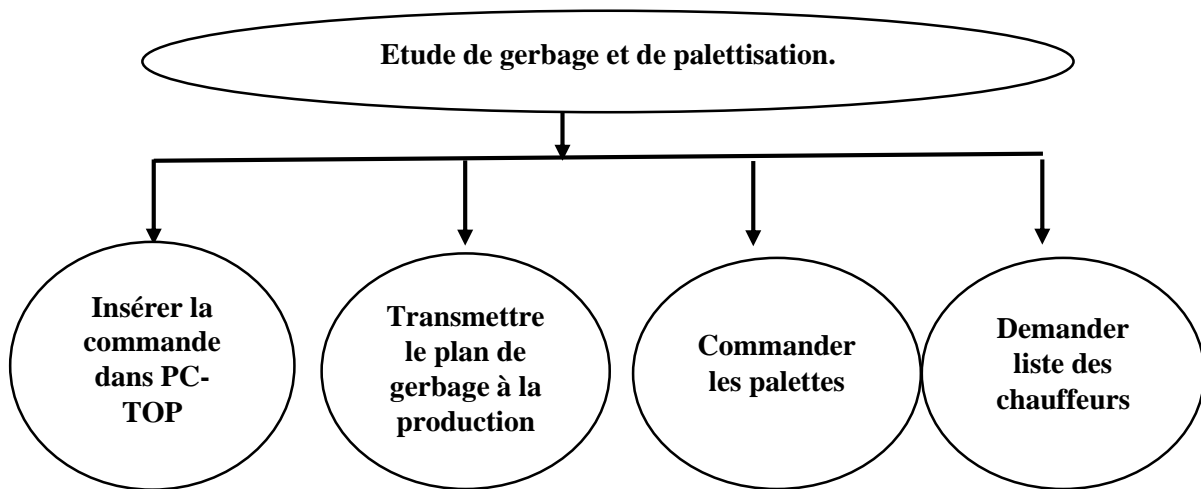 Etude de gerbage et de palettisation.
Insérer la
commande
dans PC-
TOP
Transmettre
le plan de
gerbage à la
production
Commander
les palettes
Demander
liste des
chauffeurs